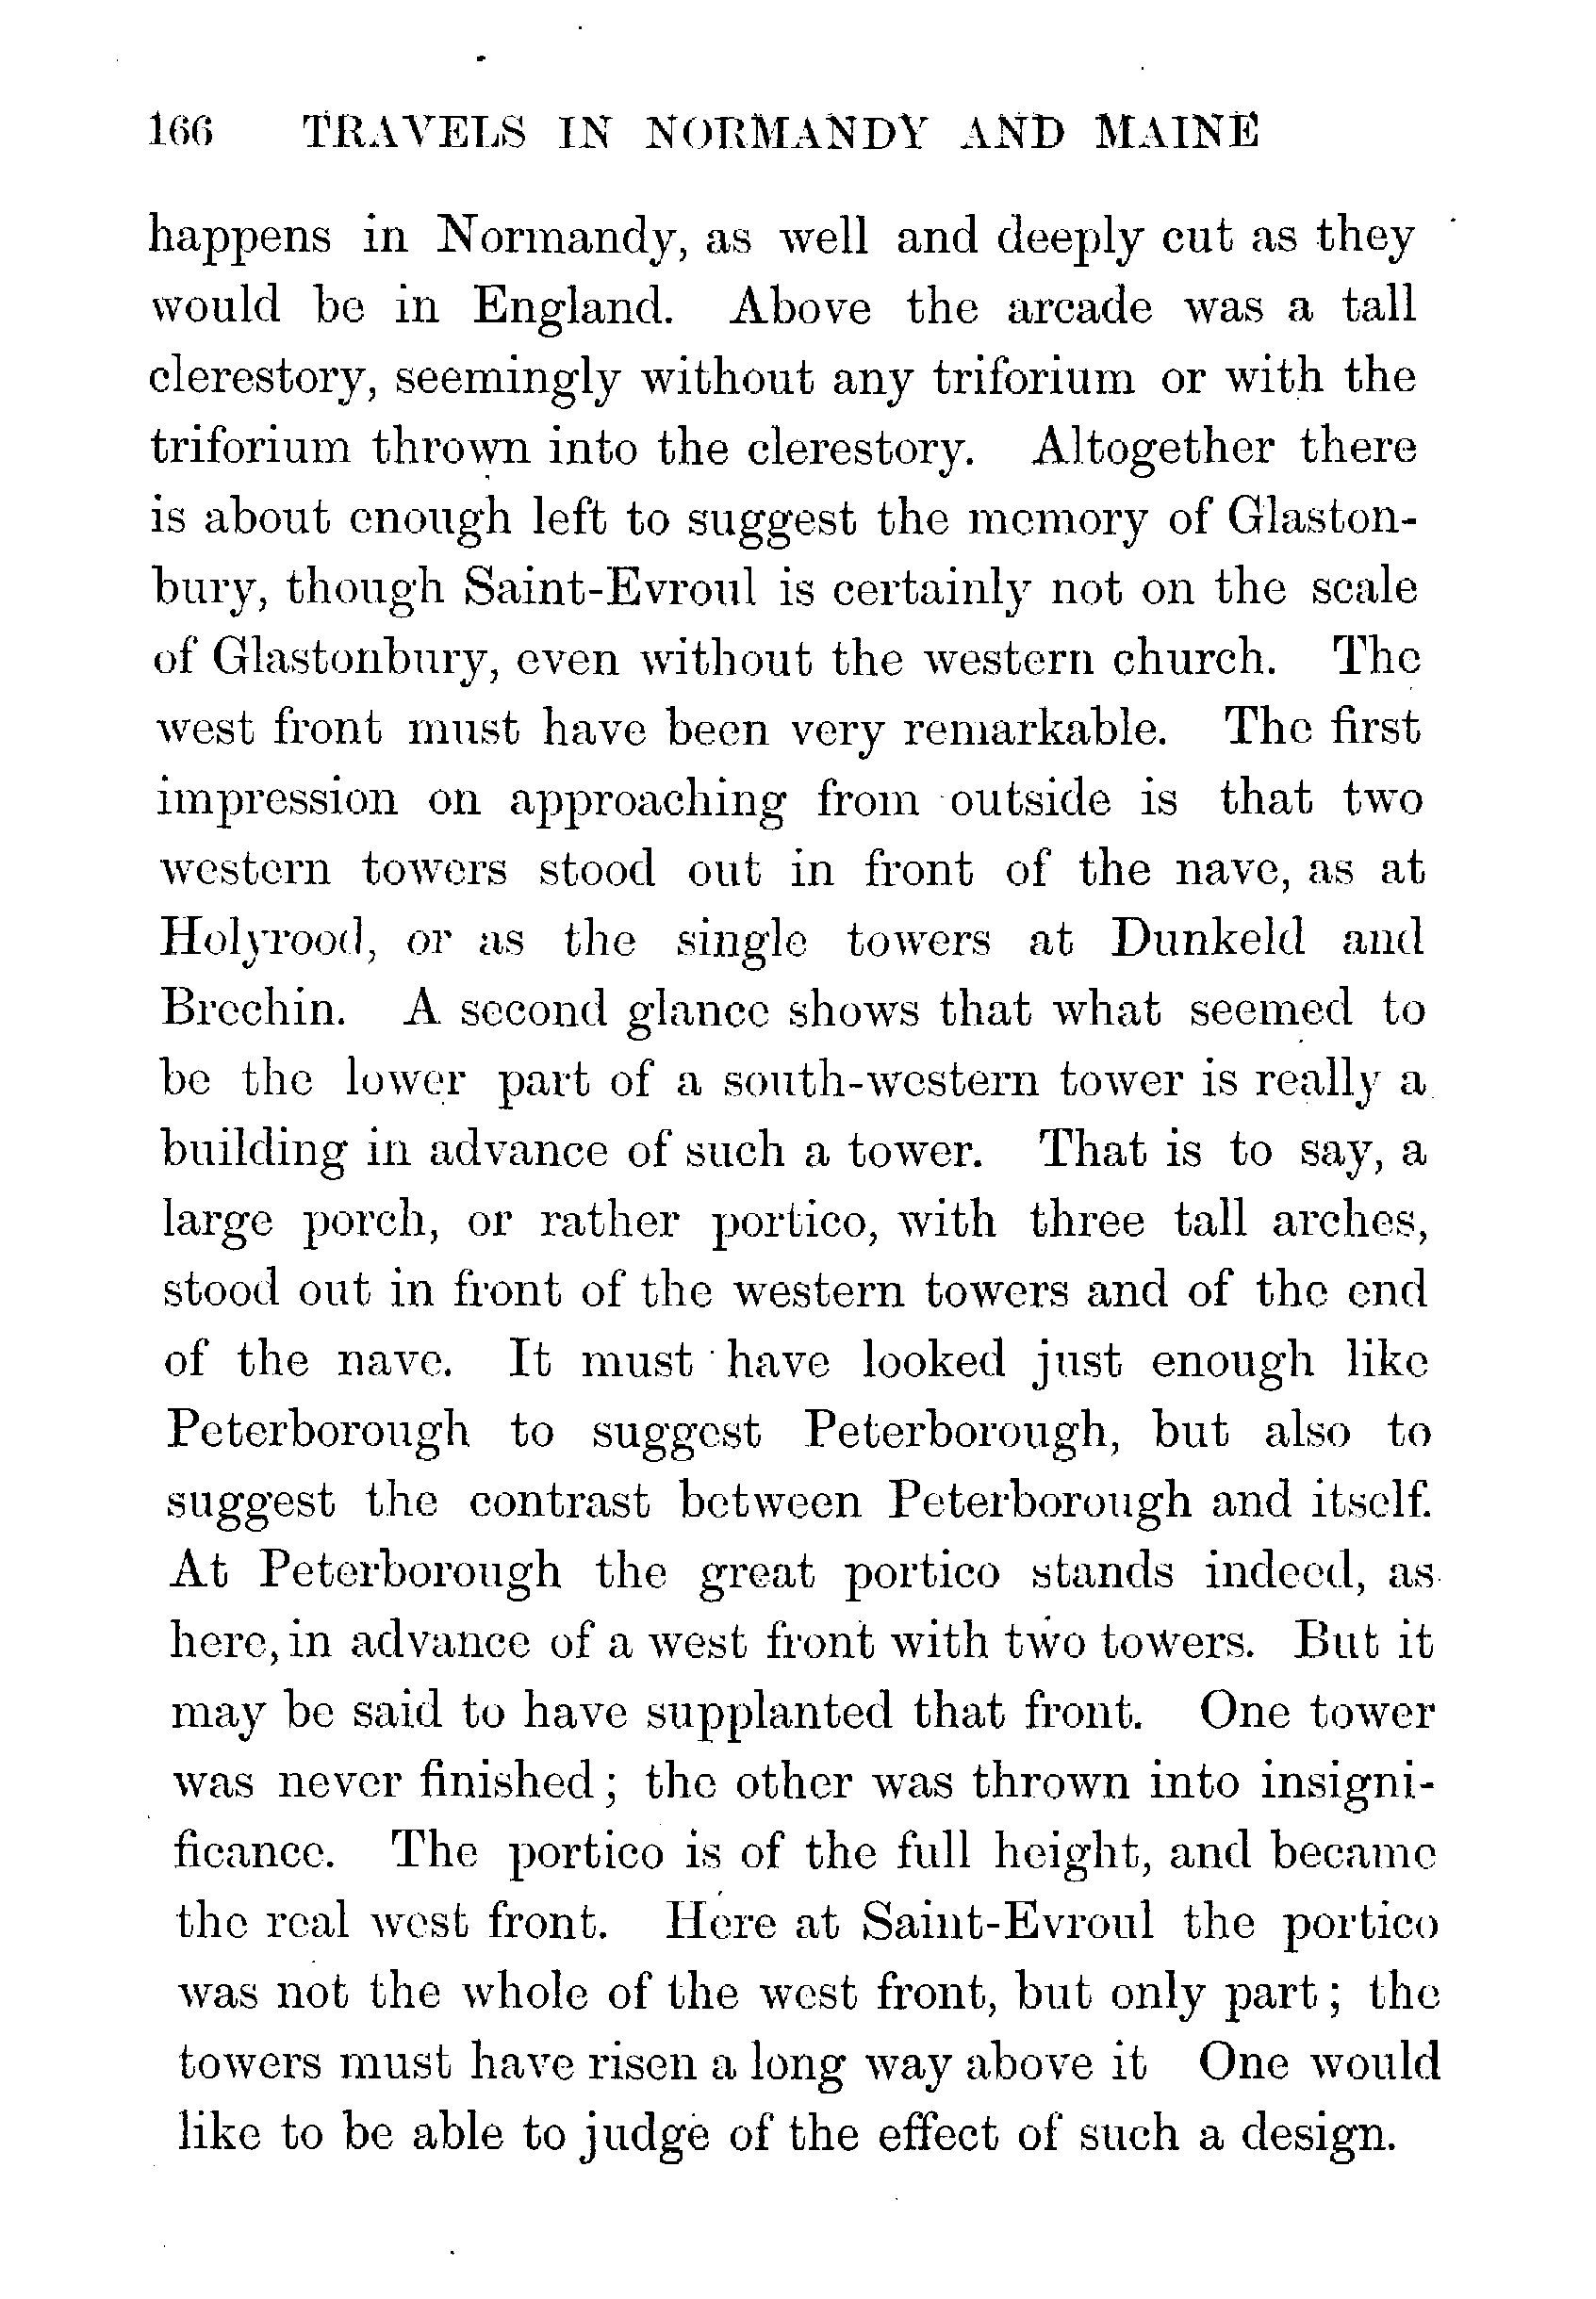 166 TRAVELS IN NORMANDY AND MAINE
happens in Normandy, as well and deeply cut as they
would be in England. Above the arcade was a tall
clerestory, seemingly without any triforium or with the
triforium thrown into the clerestory. Altogether there
is about enough left to suggest the memory of Glaston-
bury, though Saint-Evroul is certainly not on the scale
of Glastonbury, even without the western church. The
west front must have been very remarkable. The first
impression on approaching from outside is that two
western towers stood out in front of the nave, as at
Holyrood, or as the single towers at Dunkeld and
Brechin. A second glance shows that what seemed to
be the lower part of a south-western tower is really a
building in advance of such a tower. That is to say, a
large porch, or rather portico, with three tall arches,
stood out in front of the western towers and of the end
of the nave. It must have looked just enough like
Peterborough to suggest Peterborough, but also to
suggest the contrast between Peterborough and itself.
At Peterborough the great portico stands indeed, as
here, in advance of a west front with two towers. But it
may be said to have supplanted that front. One tower
was never finished; the other was thrown into insigni-
ficance. The portico is of the full height, and became
the real west front. Here at Saint-Evroul the portico
was not the whole of the west front, but only part; the
towers must have risen a long way above it One would
like to be able to judge of the effect of such a design.